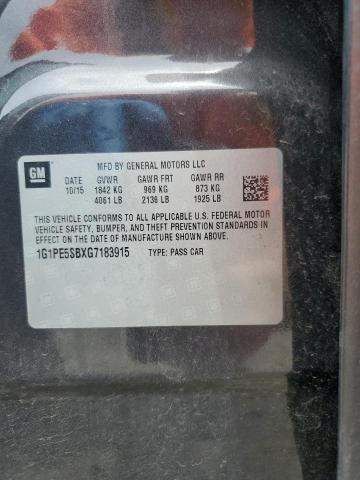 GM
MFD BY GENERAL MOTORS LLC
DATE GVWR GAWR FRT GAWR RR
10/15 1842 KG 969 KG 873 KG
4061 LB 2136 LB 1925 LB
THIS VEHICLE CONFORMS TO ALL APPLICABLE U.S. FEDERAL MOTOR
VEHICLE SAFETY, BUMPER, AND THEFT PREVENTION STANDARDS IN
EFFECT ON THE DATE OF MANUFACTURE SHOWN ABOVE.
1G1PE5SBXG7183915 TYPE: PASS CAR